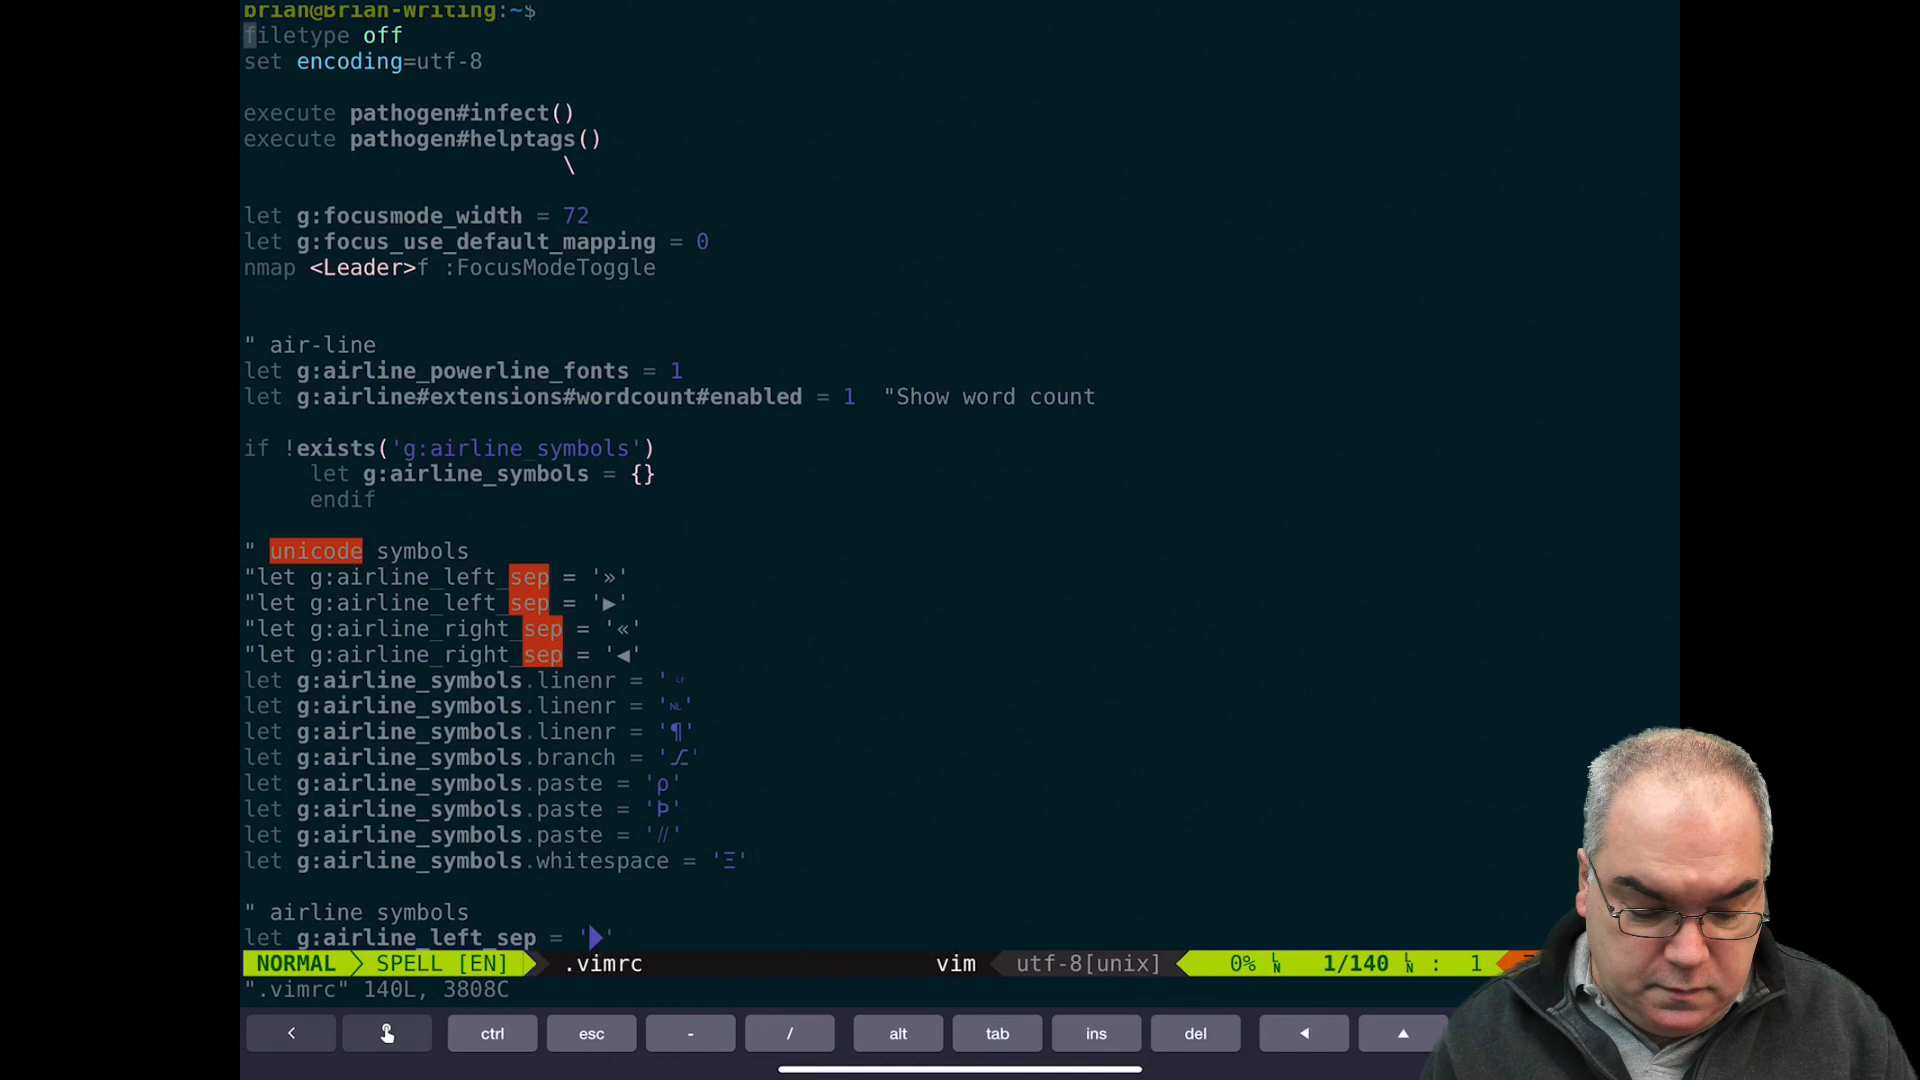 brian@Brian-Writing:~$
filetype off
set encoding=utf-8
execute pathogen#infect()
execute pathogen#helptags()
\
let g:focusmode_width = 72
let g:focus_use_default_mapping = 0
nmap <Leader>f :FocusModeToggle
" air-line
let g:airline_powerline_fonts = 1
let g:airline#extensions#wordcount#enabled = 1  "Show word count
if !exists('g:airline_symbols')
let g:airline_symbols = {}
endif
" unicode symbols
"let g:airline_left_sep = '»'
"let g:airline_left_sep = '▶'
"let g:airline_right_sep = '«'
"let g:airline_right_sep = '◀'
let g:airline_symbols.linenr = '␊
let g:airline_symbols.linenr = '␤'
let g:airline_symbols.linenr = '¶'
let g:airline_symbols.branch = '⎇'
let g:airline_symbols.paste = 'ρ'
let g:airline_symbols.paste = 'Þ'
let g:airline_symbols.paste = '∥'
let g:airline_symbols.whitespace = 'Ξ'
" airline symbols
let g:airline_left_sep = ''
NORMAL SPELL [EN] .vimrc vim utf-8[unix] 0% LN 1/140 LN : 1
".vimrc" 140L, 3808C
< ctrl esc - / alt tab ins del ◀ ▲